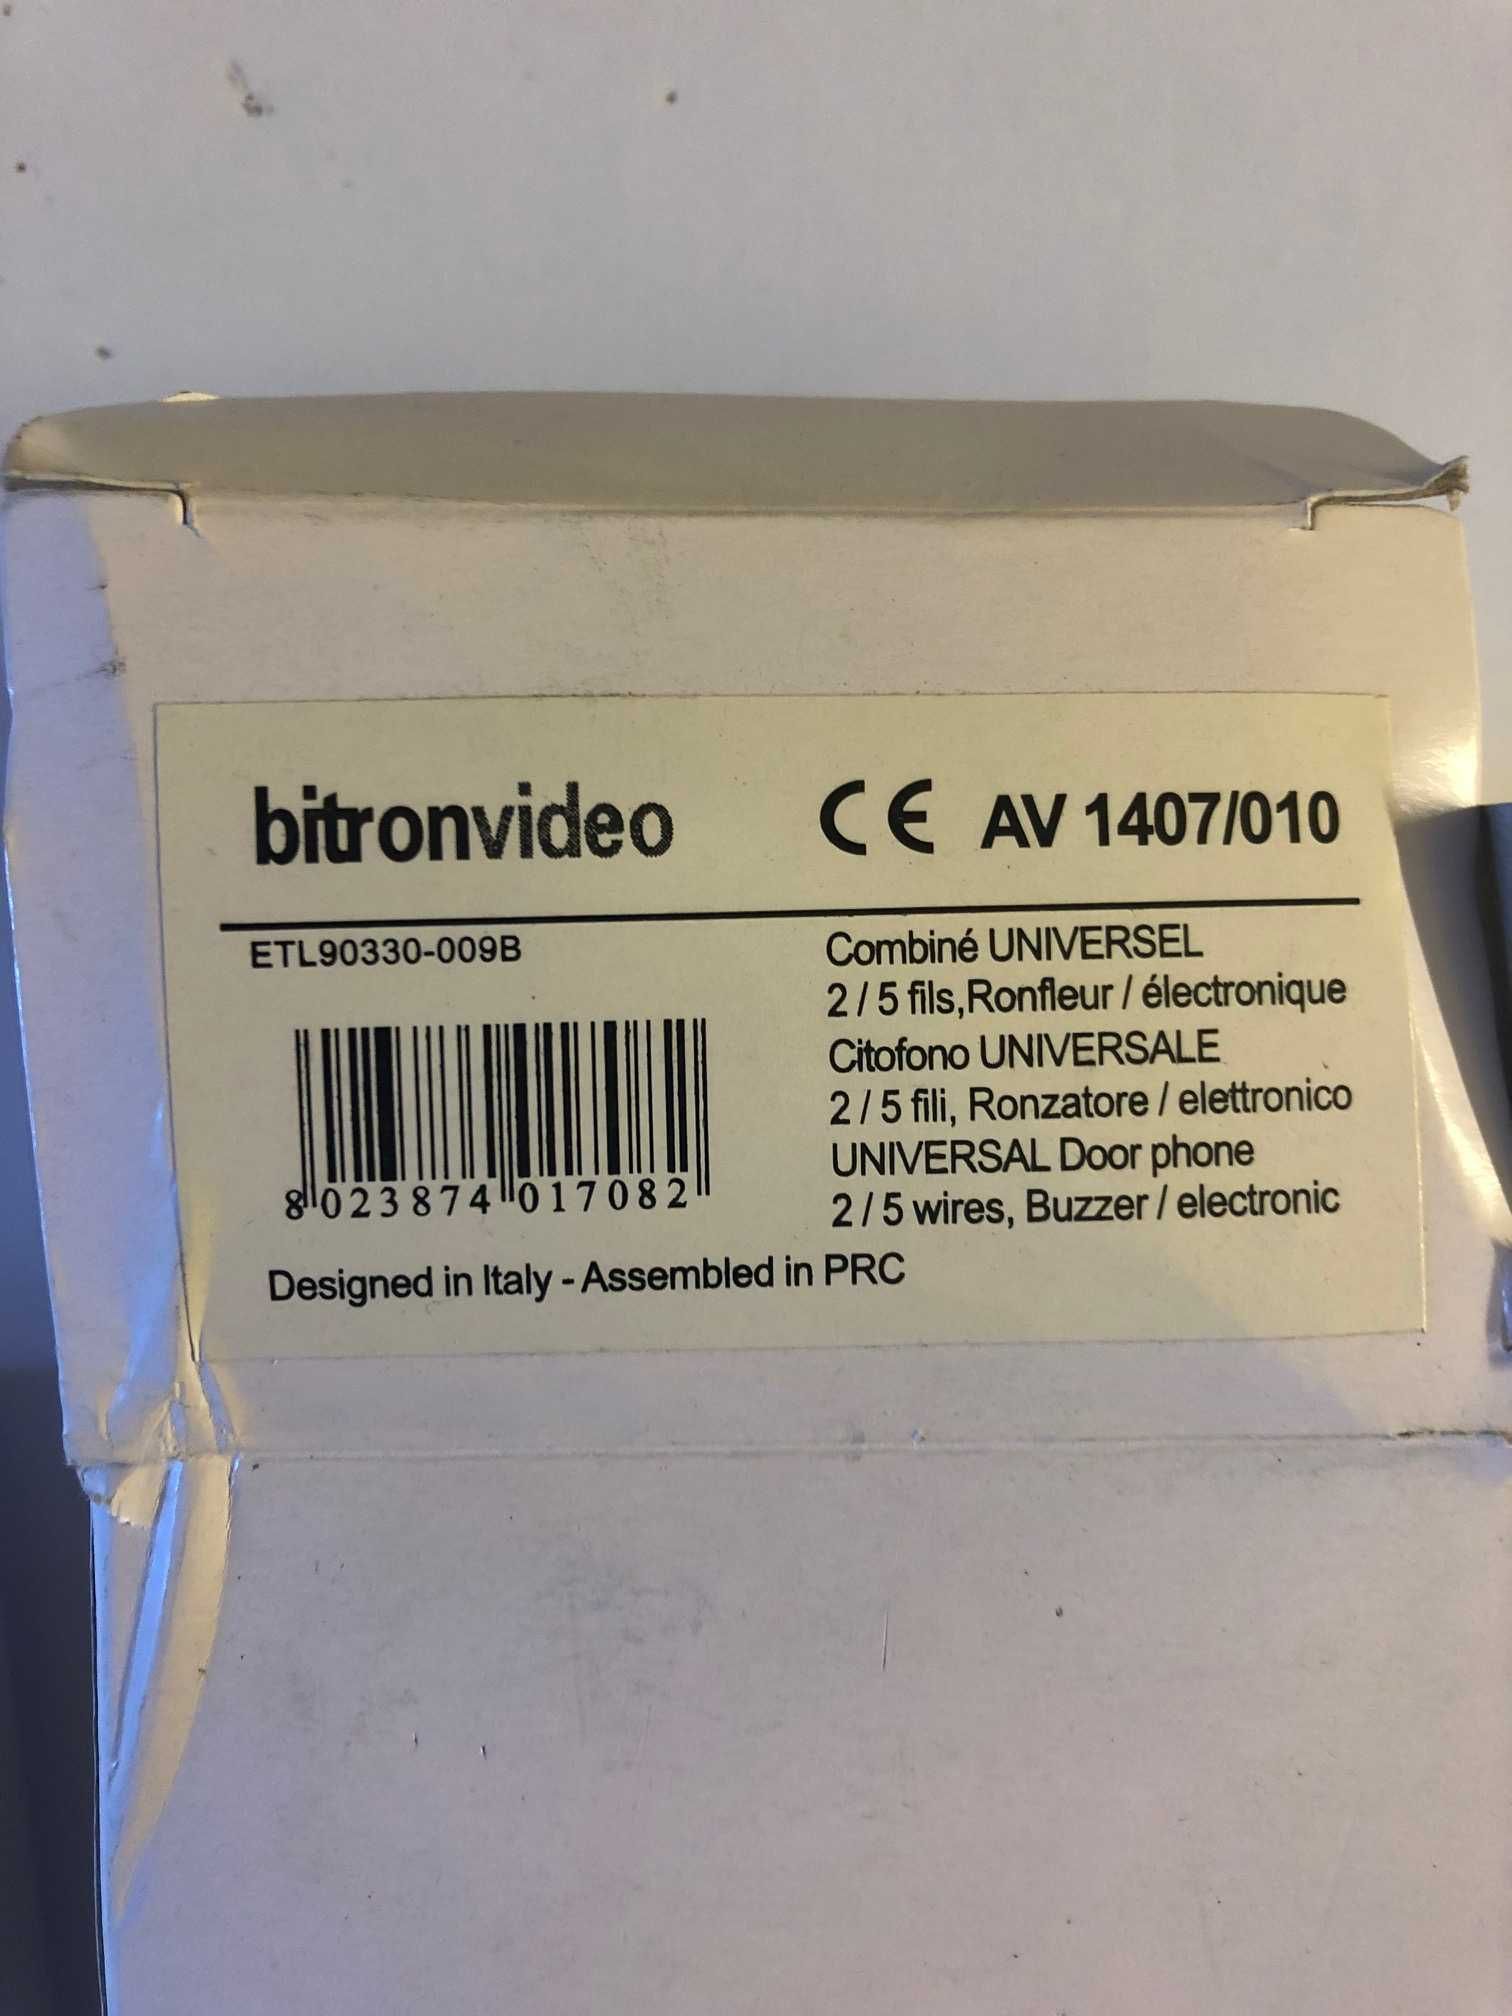 bitronvideo CE AV 1407/010
ETL90330-009B
8 023874 017082
Combiné UNIVERSEL
2 / 5 fils,Ronfleur / électronique
Citofono UNIVERSALE
2 / 5 fili, Ronzatore / elettronico
UNIVERSAL Door phone
2 / 5 wires, Buzzer / electronic
Designed in Italy - Assembled in PRC